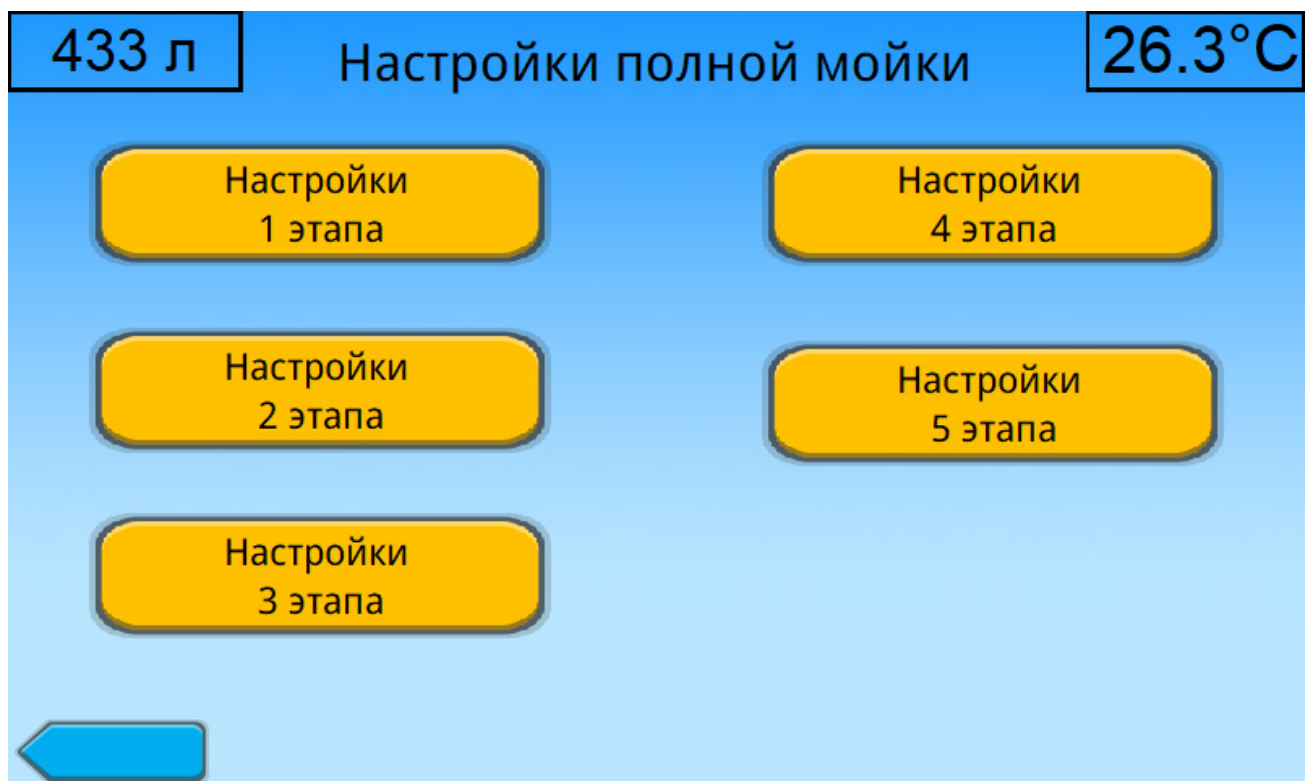 433 л
Настройки полной мойки
26.3°C
Настройки
1 этапа
Настройки
2 этапа
Настройки
3 этапа
Настройки
4 этапа
Настройки
5 этапа